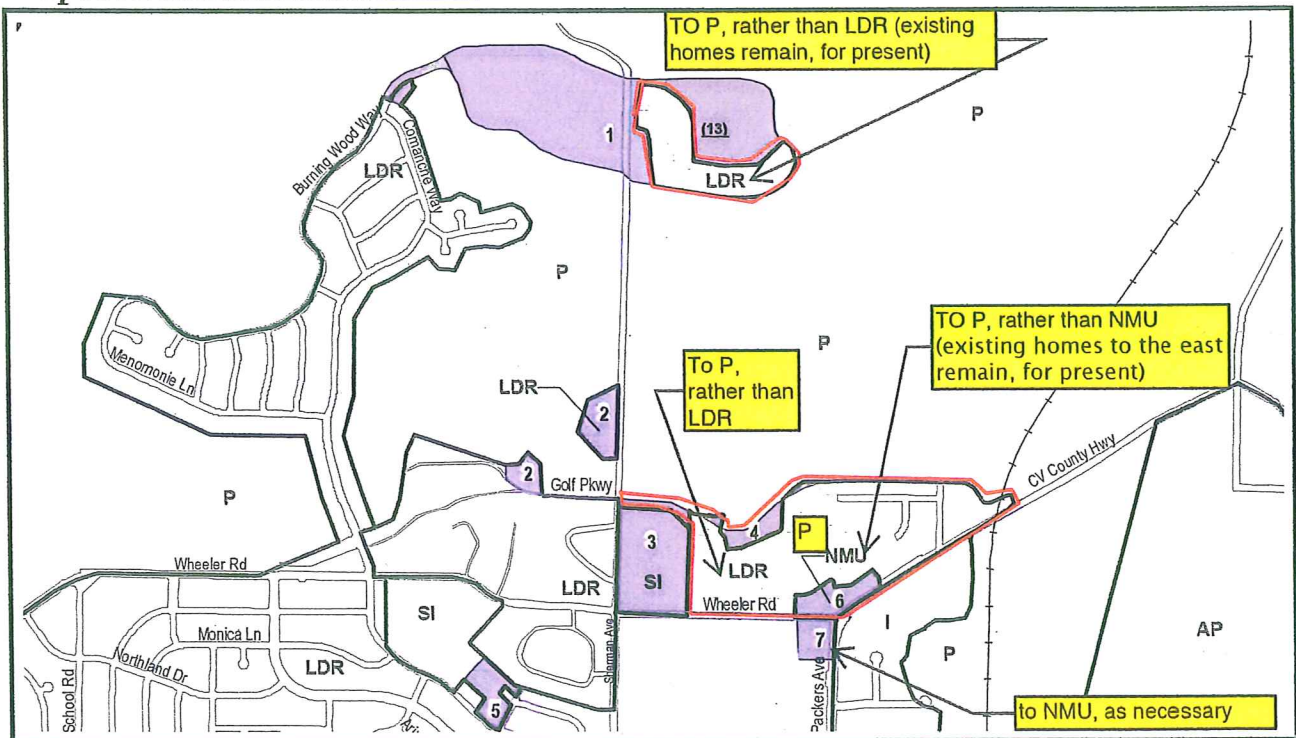 TO P, rather than LDR (existing
homes remain, for present)
P
1
(13)
LDR
Burning Wood Way
Comanche Way
LDR
P
P
TO P, rather than NMU
(existing homes to the east
remain, for present)
Menomonie Ln
To P,
rather than
LDR
LDR
2
CV County Hwy
2
Golf Pkwy
P
4
P
NMU
3
Wheeler Rd
LDR
LDR
SI
SI
Wheeler Rd
6
I
AP
Monica Ln
Northland Dr
LDR
7
P
School Rd
Sherman Ave
Packers Ave
5
to NMU, as necessary